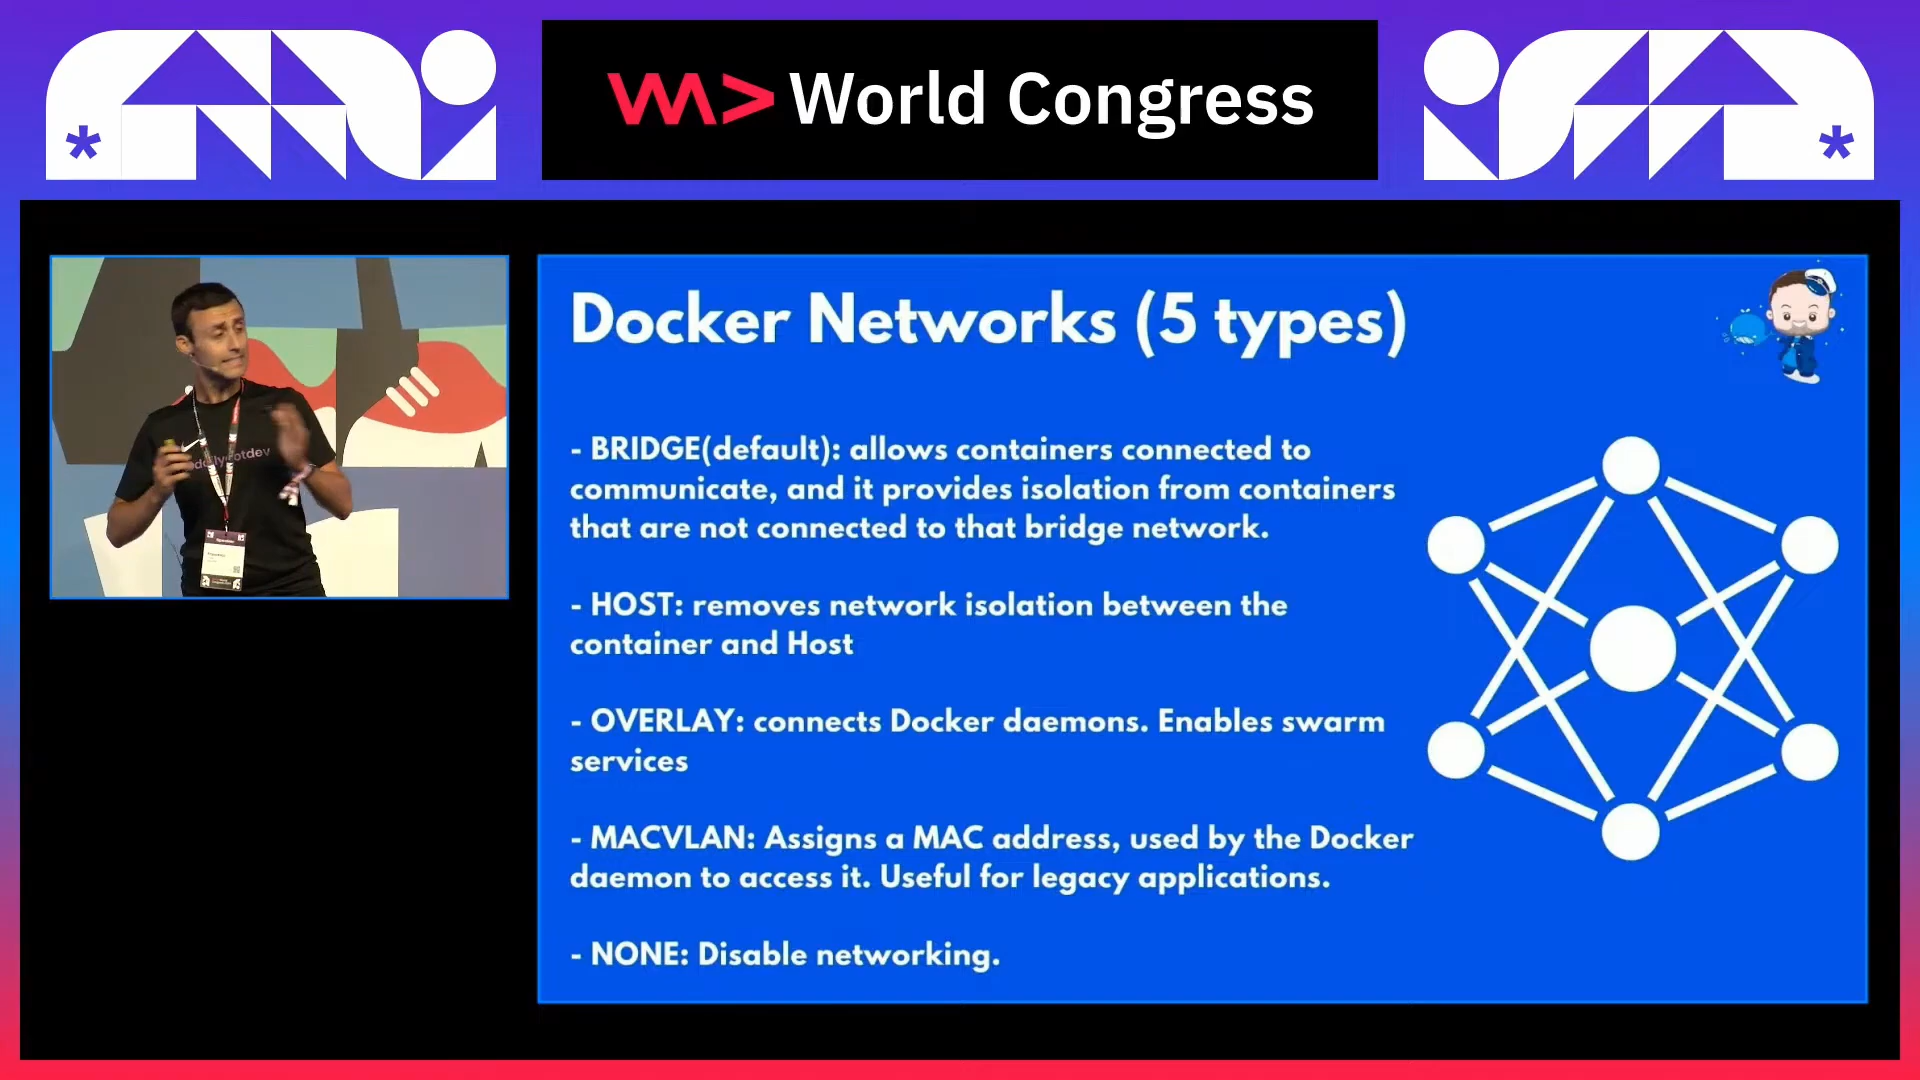 World Congress
dailydotdev
Docker Networks (5 types)
- BRIDGE(default): allows containers connected to
communicate, and it provides isolation from containers
that are not connected to that bridge network.
- HOST: removes network isolation between the
container and Host
- OVERLAY: connects Docker daemons. Enables swarm
services
- MACVLAN: Assigns a MAC address, used by the Docker
daemon to access it. Useful for legacy applications.
- NONE: Disable networking.